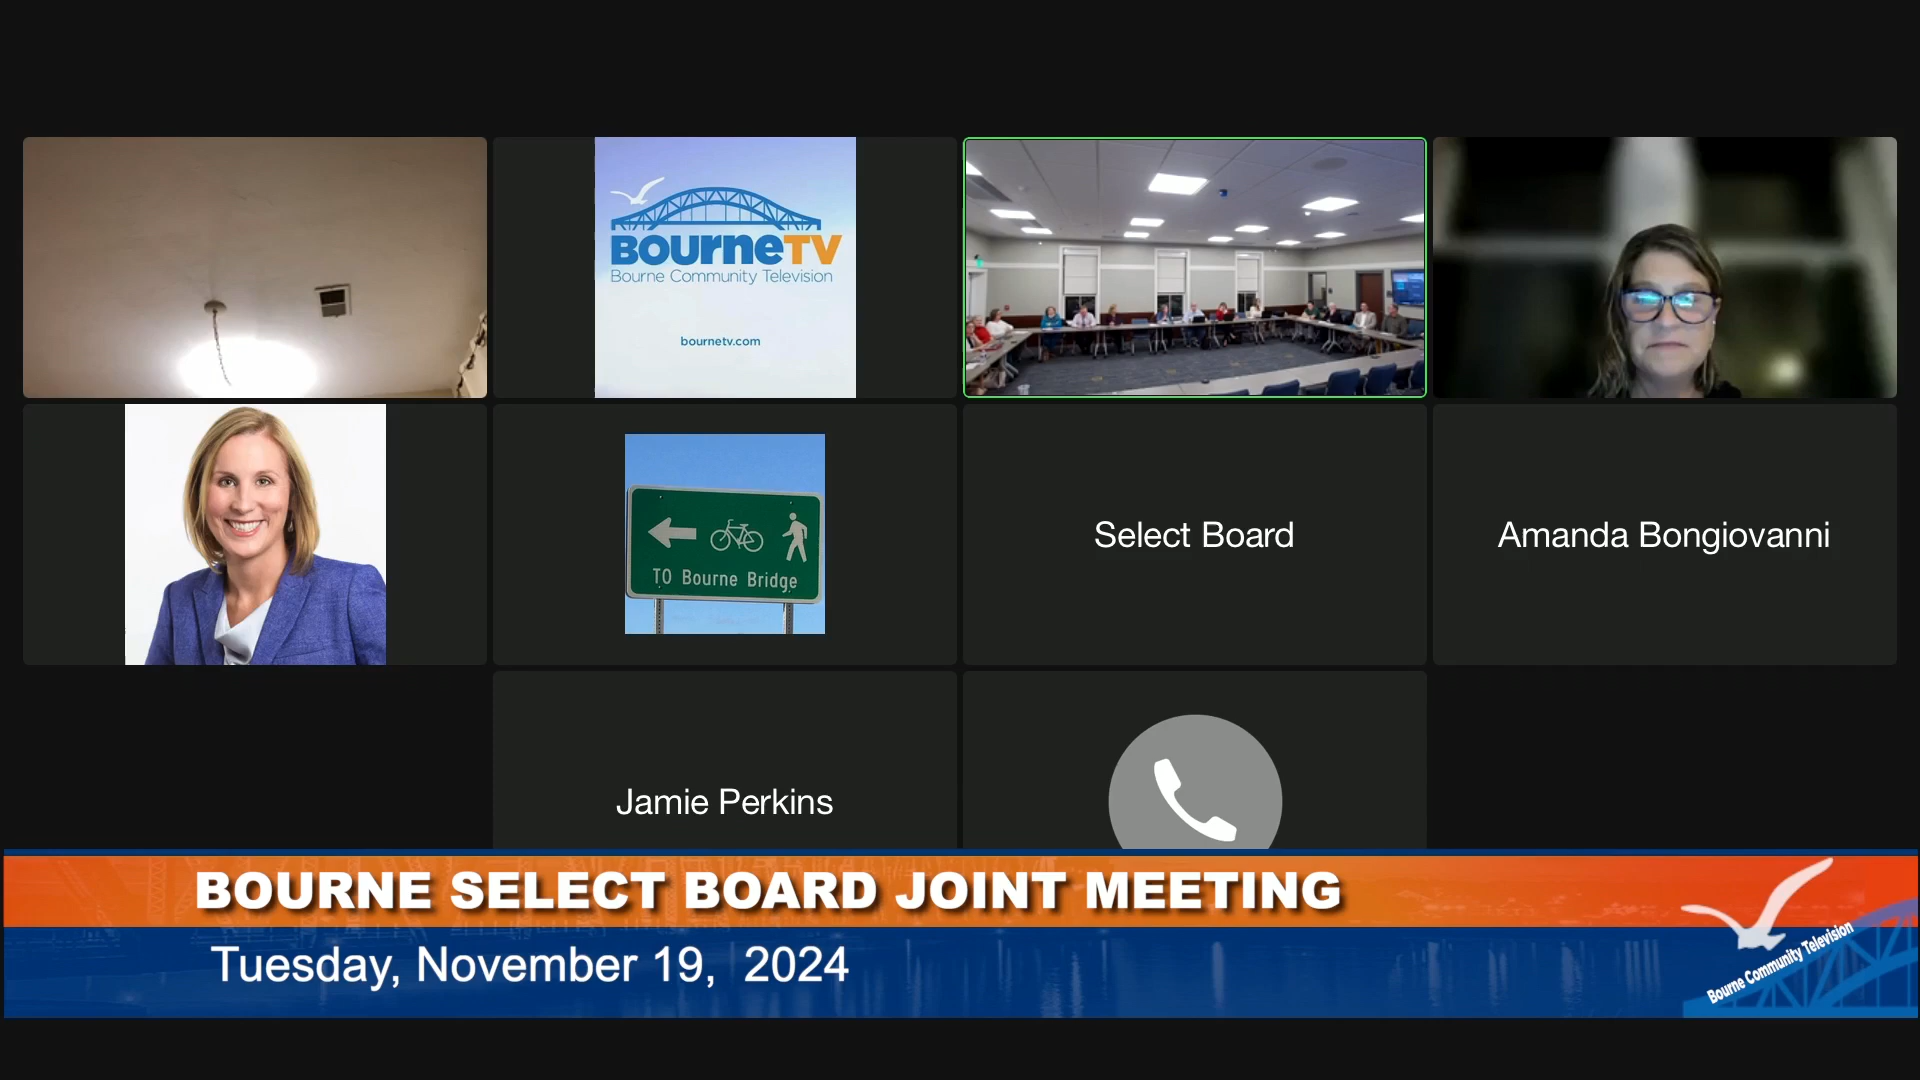 BOURNETV
Bourne Community Television
bournetv.com
TO Bourne Bridge
Select Board
Amanda Bongiovanni
Jamie Perkins
BOURNE SELECT BOARD JOINT MEETING
Tuesday, November 19, 2024
Bourne Community Television